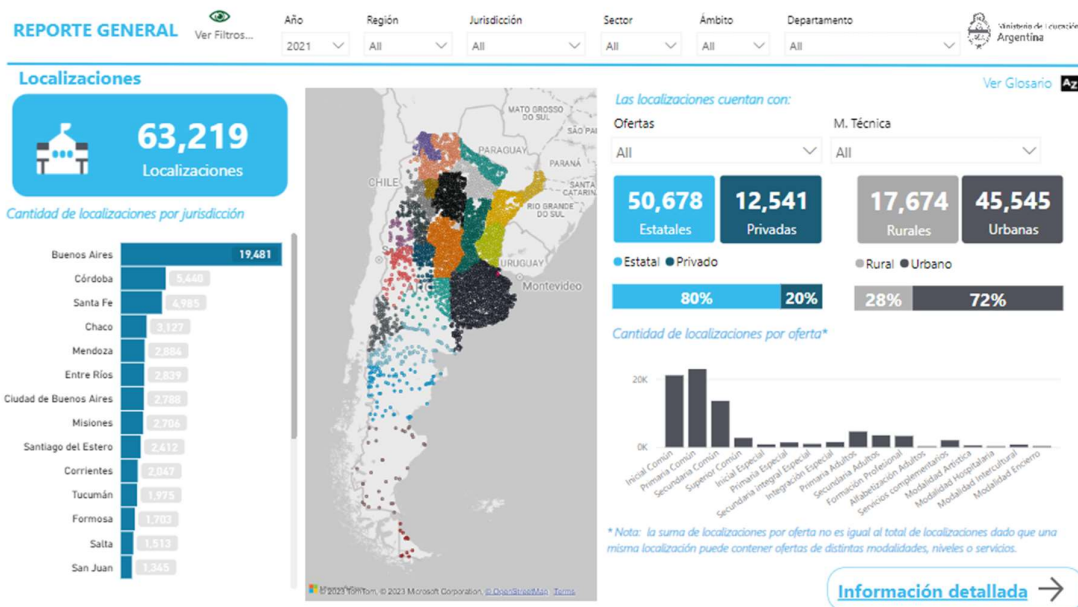 REPORTE GENERAL
Ver Filtros...
Año
2021
Región
All
Jurisdicción
All
Sector
All
Ámbito
All
Departamento
All
Ministerio de Educación
Argentina
Localizaciones
63,219
Localizaciones
Cantidad de localizaciones por jurisdicción
Buenos Aires 19,481
Córdoba 5,440
Santa Fe 4,985
Chaco 3,127
Mendoza 2,884
Entre Ríos 2,839
Ciudad de Buenos Aires 2,788
Misiones 2,706
Santiago del Estero 2,412
Corrientes 2,047
Tucumán 1,975
Formosa 1,703
Salta 1,513
San Juan 1,345
MATO GROSSO
DO SUL
SÃO
PARAGUAY
PARANÁ
CHILE
SANTA
CATARIN
RIO GRANDE
DO SUL
URUGUAY
Montevideo
© 2023 TomTom, © 2023 Microsoft Corporation, © OpenStreetMap Terms
Ver Glosario AZ
Las localizaciones cuentan con:
Ofertas
All
M. Técnica
All
50,678
Estatales
12,541
Privadas
17,674
Rurales
45,545
Urbanas
Estatal Privado
Rural Urbano
80% 20%
28% 72%
Cantidad de localizaciones por oferta*
20K
0K
Inicial Común
Primaria Común
Secundaria Común
Superior Común
Inicial Especial
Primaria Especial
Secundaria integral Especial
Integración Especial
Primaria Adultos
Secundaria Adultos
Formación Profesional
Alfabetización Adultos
Servicios complementarios
Modalidad Artística
Modalidad Hospitalaria
Modalidad Intercultural
Modalidad Encierro
* Nota: la suma de localizaciones por oferta no es igual al total de localizaciones dado que una
misma localización puede contener ofertas de distintas modalidades, niveles o servicios.
Información detallada